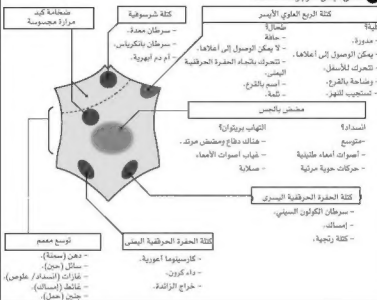 ضخامة كبد
مرارة مجسوسة
كتلة شرسوفية
- سرطان معدة.
- سرطان بانكرياس.
- أم دم أبهرية.
كتلة الربع العلوي الأيسر
طحال؟
- حافة
- لا يمكن الوصول إلى أعلاها.
- تتحرك باتجاه الحفرة الحرقفية اليمنى.
- أصم بالقرع.
- ثلمة.
- مدورة.
- يمكن الوصول إلى أعلاها.
- تتحرك للأسفل.
- وضاحة بالقرع.
- تستجيب للنهز.
مضض بالجس
انسداد؟
- متوسع
- أصوات أمعاء طنينية
- حركات حوية مرئية
التهاب بريتوان؟
- هناك دفاع ومضض مرتد.
- غياب أصوات الأمعاء
- صلابة
كتلة الحفرة الحرقفية اليسرى
- سرطان الكولون السيني.
- إمساك.
- كتلة رتجية.
كتلة الحفرة الحرقفية اليمنى
- كارسينوما أعورية.
- داء كرون.
- خراج الزائدة.
توسع معمم
- دهن (سمنة).
- سائل (حبن).
- غازات (انسداد/ علوص).
- غائط (إمساك).
- جنين (حمل).